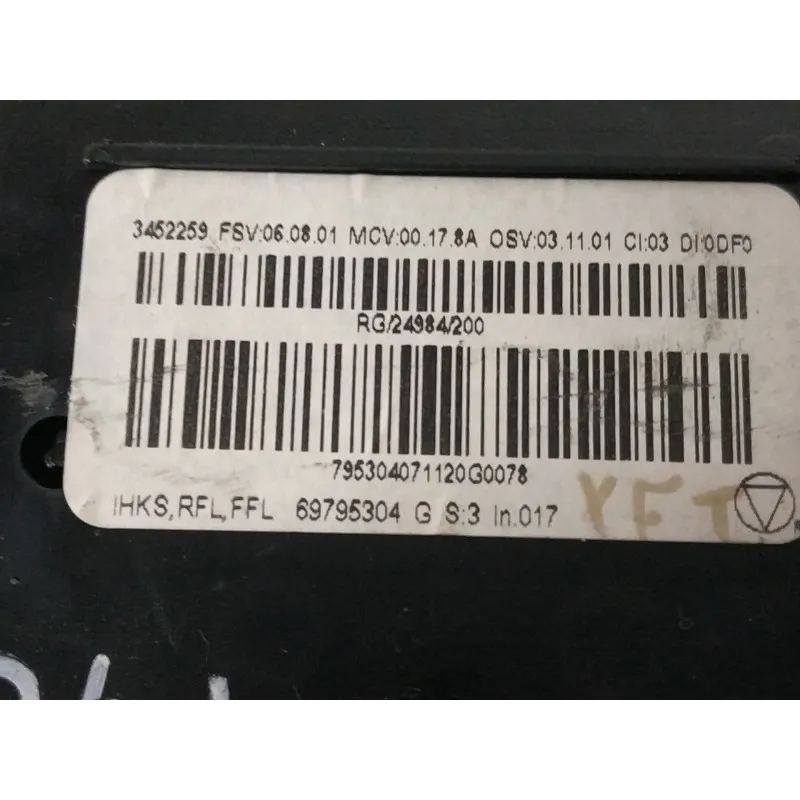 3452259 FSV:06.08.01 MCV:00.17.8A OSV:03.11.01 CI:03 DI:0DF0
RG/24984/200
795304071120G0078
IHKS,RFL,FFL 69795304 G S:3 In.017